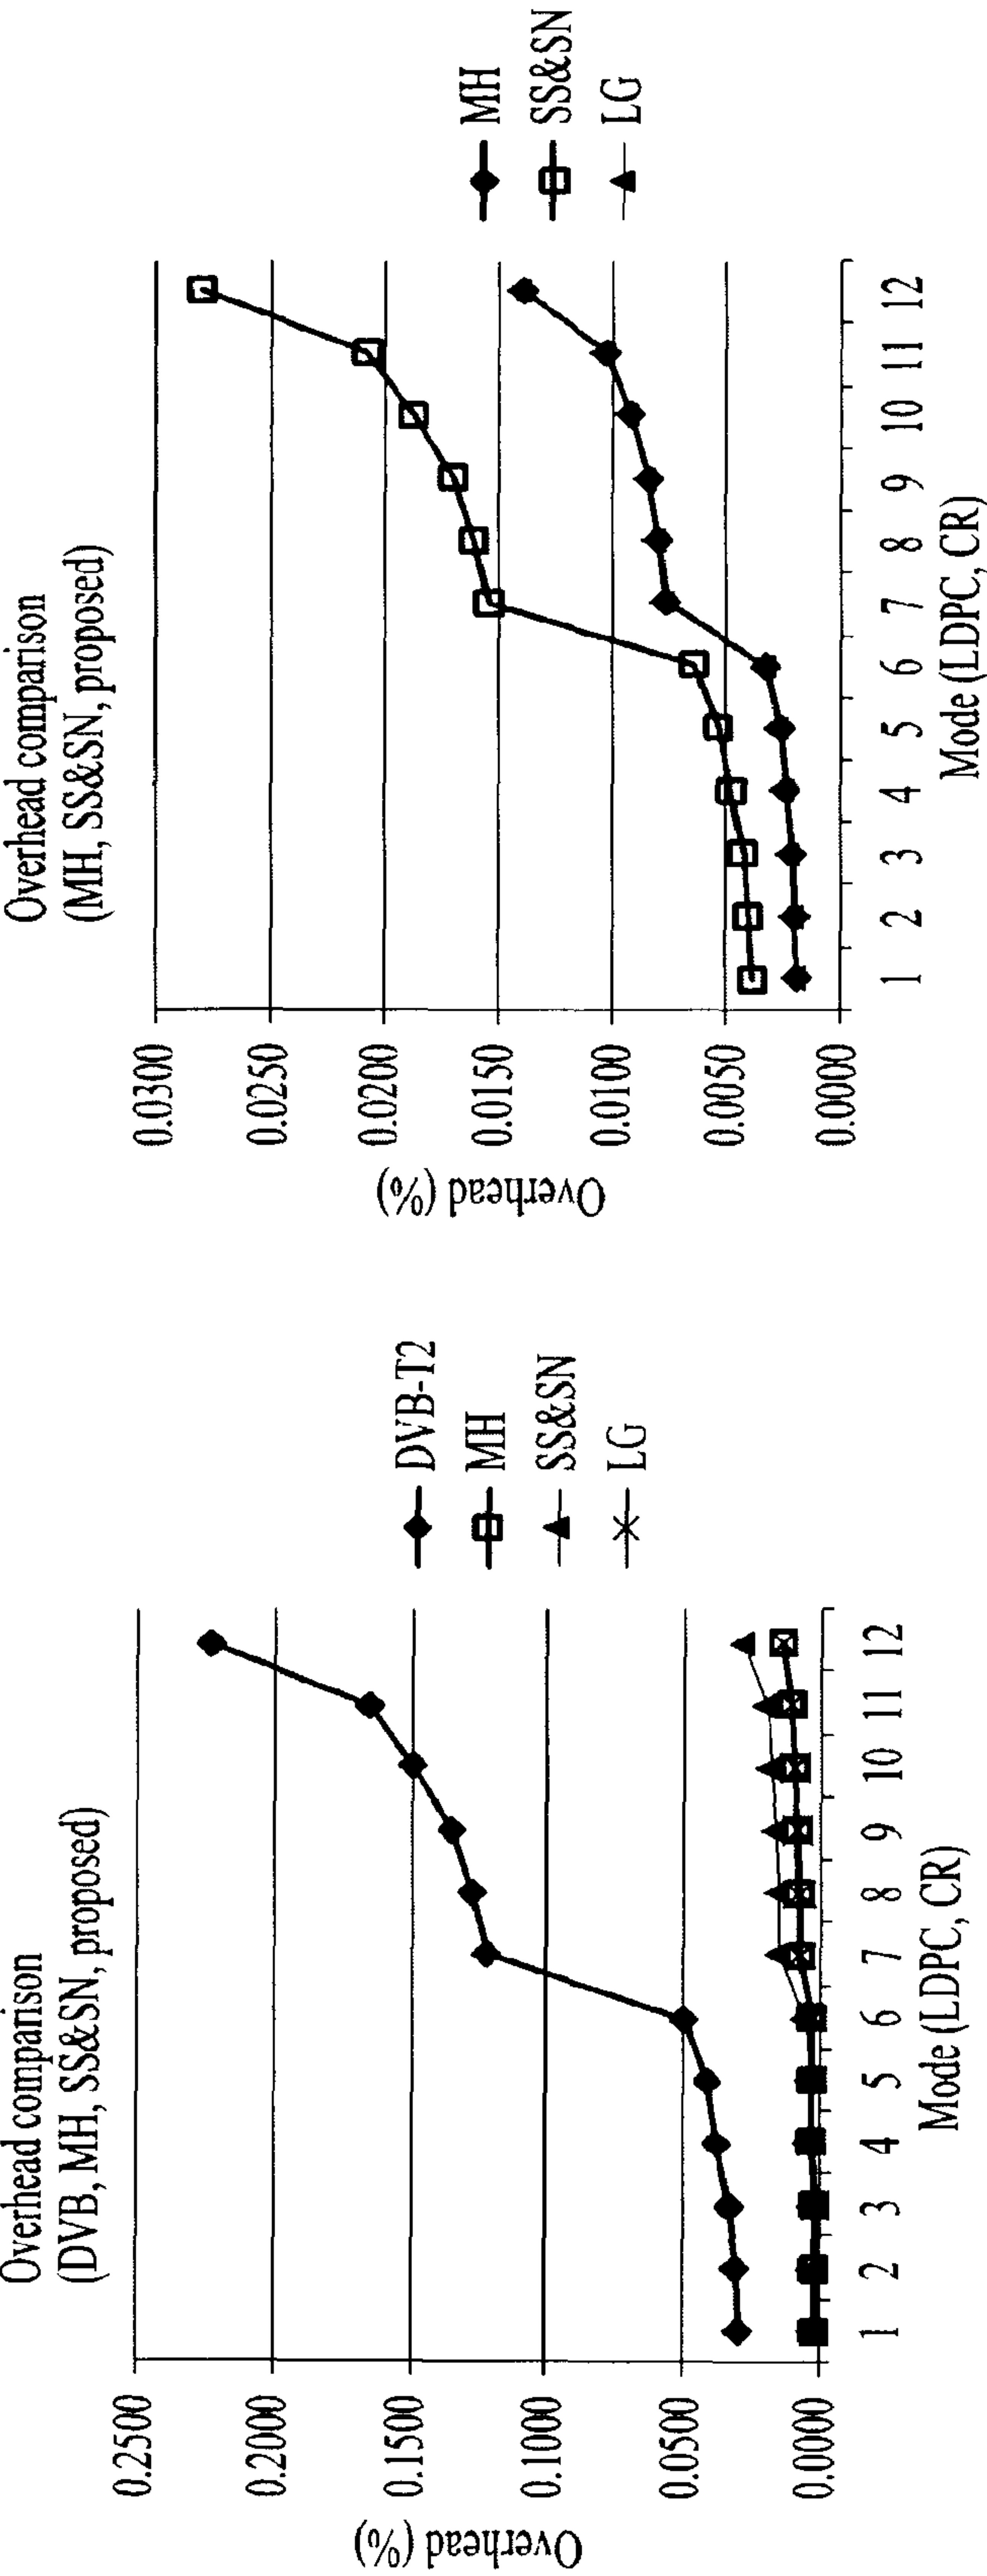 Overhead comparison
(DVB, MH, SS&SN, proposed)
Overhead (%)
0.2500
0.2000
0.1500
0.1000
0.0500
0.0000
1 2 3 4 5 6 7 8 9 10 11 12
Mode (LDPC, CR)
DVB-T2
MH
SS&SN
LG
Overhead comparison
(MH, SS&SN, proposed)
Overhead (%)
0.0300
0.0250
0.0200
0.0150
0.0100
0.0050
0.0000
1 2 3 4 5 6 7 8 9 10 11 12
Mode (LDPC, CR)
MH
SS&SN
LG